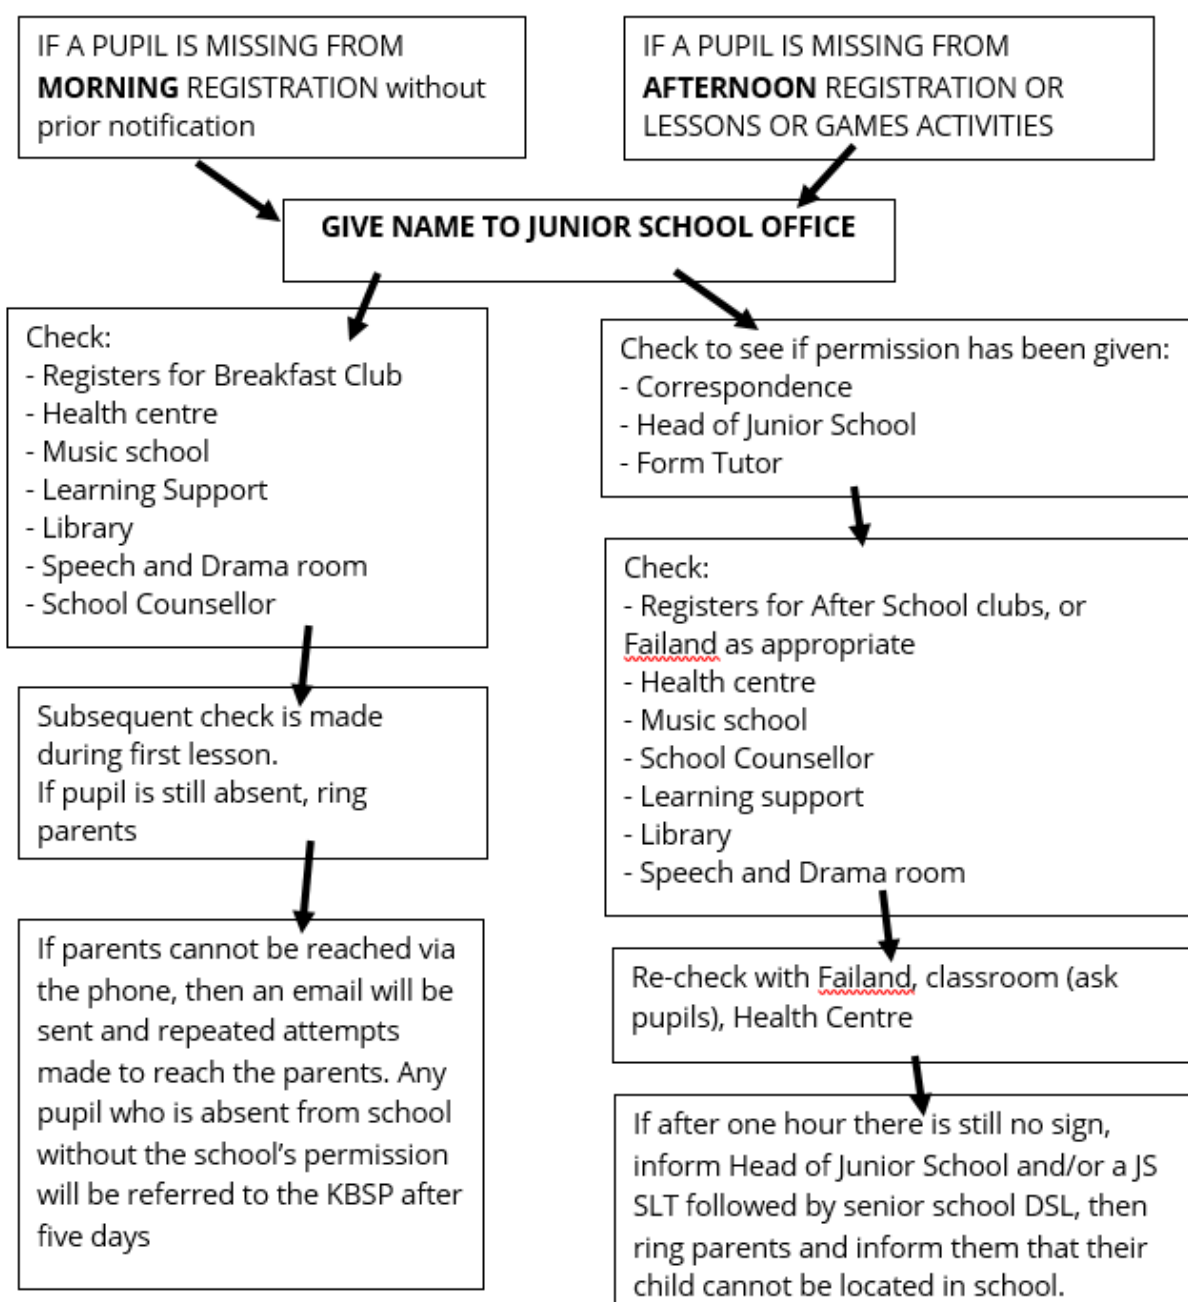 IF A PUPIL IS MISSING FROM
MORNING REGISTRATION without
prior notification
IF A PUPIL IS MISSING FROM
AFTERNOON REGISTRATION OR
LESSONS OR GAMES ACTIVITIES
GIVE NAME TO JUNIOR SCHOOL OFFICE
Check:
- Registers for Breakfast Club
- Health centre
- Music school
- Learning Support
- Library
- Speech and Drama room
- School Counsellor
Subsequent check is made
during first lesson.
If pupil is still absent, ring
parents
If parents cannot be reached via
the phone, then an email will be
sent and repeated attempts
made to reach the parents. Any
pupil who is absent from school
without the school’s permission
will be referred to the KBSP after
five days
Check to see if permission has been given:
- Correspondence
- Head of Junior School
- Form Tutor
Check:
- Registers for After School clubs, or
Failand as appropriate
- Health centre
- Music school
- School Counsellor
- Learning support
- Library
- Speech and Drama room
Re-check with Failand, classroom (ask
pupils), Health Centre
If after one hour there is still no sign,
inform Head of Junior School and/or a JS
SLT followed by senior school DSL, then
ring parents and inform them that their
child cannot be located in school.